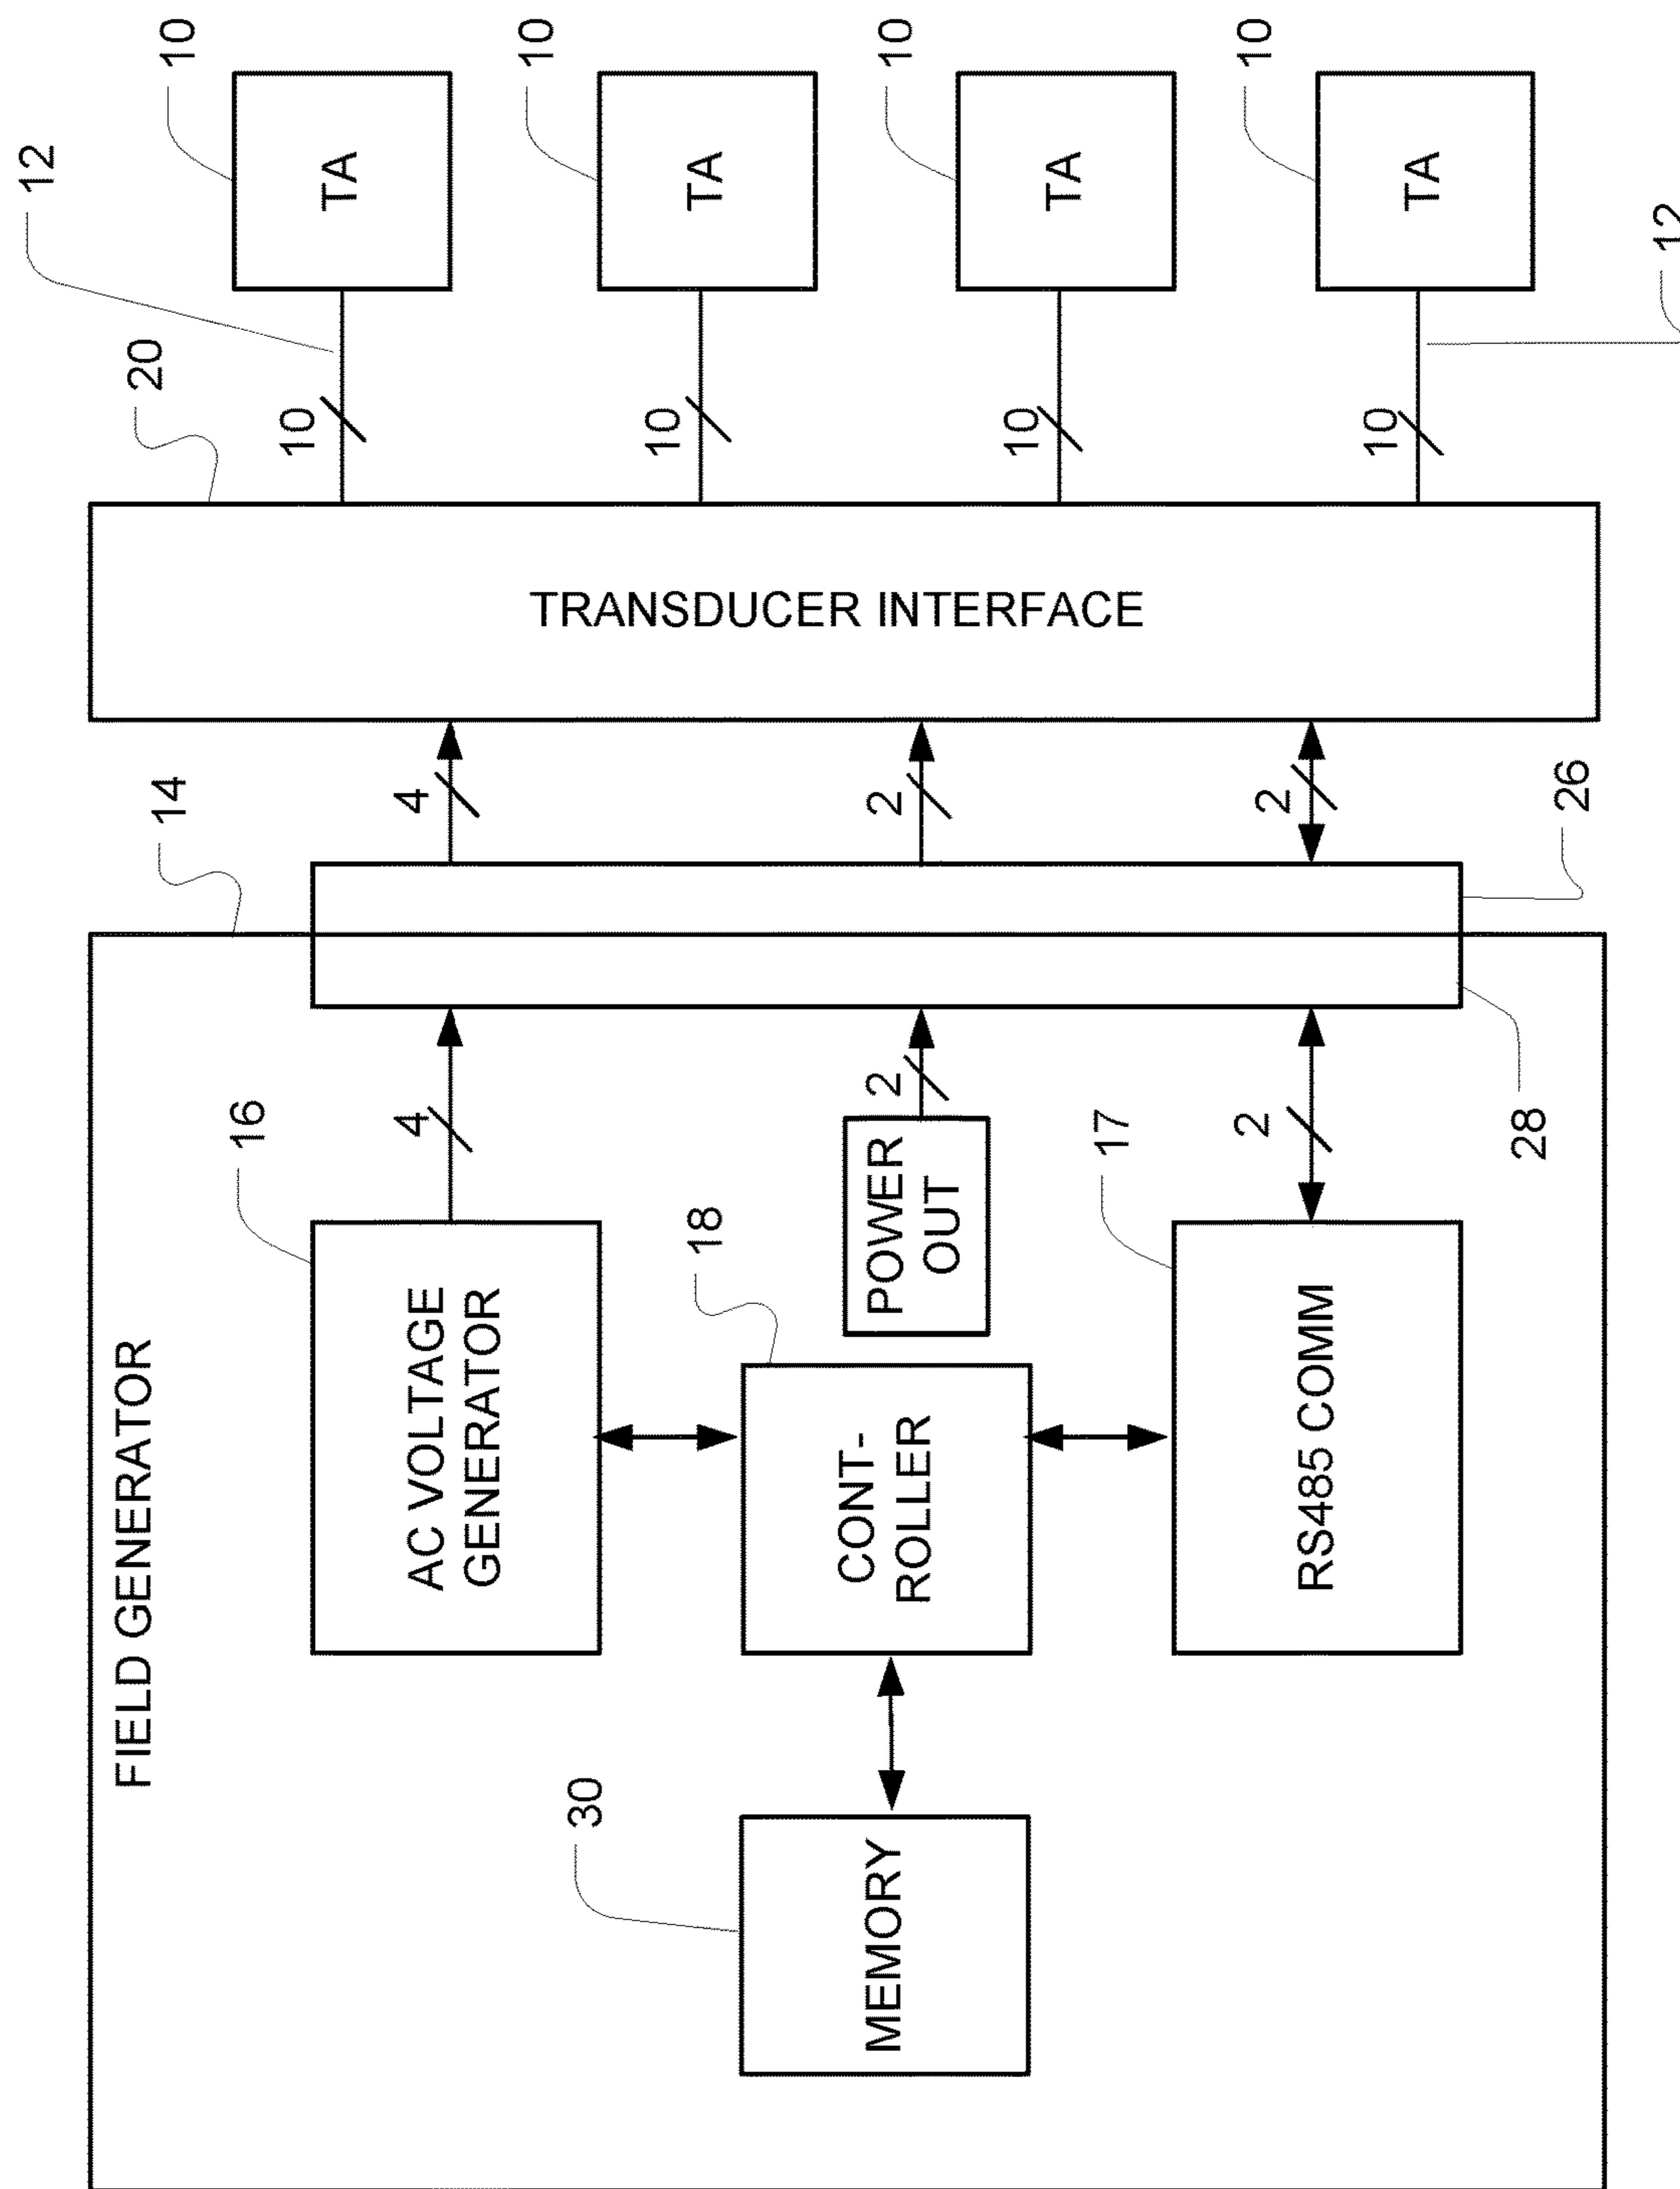 FIELD GENERATOR
14
16
AC VOLTAGE
GENERATOR
4
4
30
MEMORY
18
CONT-
ROLLER
POWER
OUT
2
2
17
RS485 COMM
2
2
28
26
20
TRANSDUCER INTERFACE
12
10
10
TA
10
10
TA
10
10
TA
10
10
TA
12